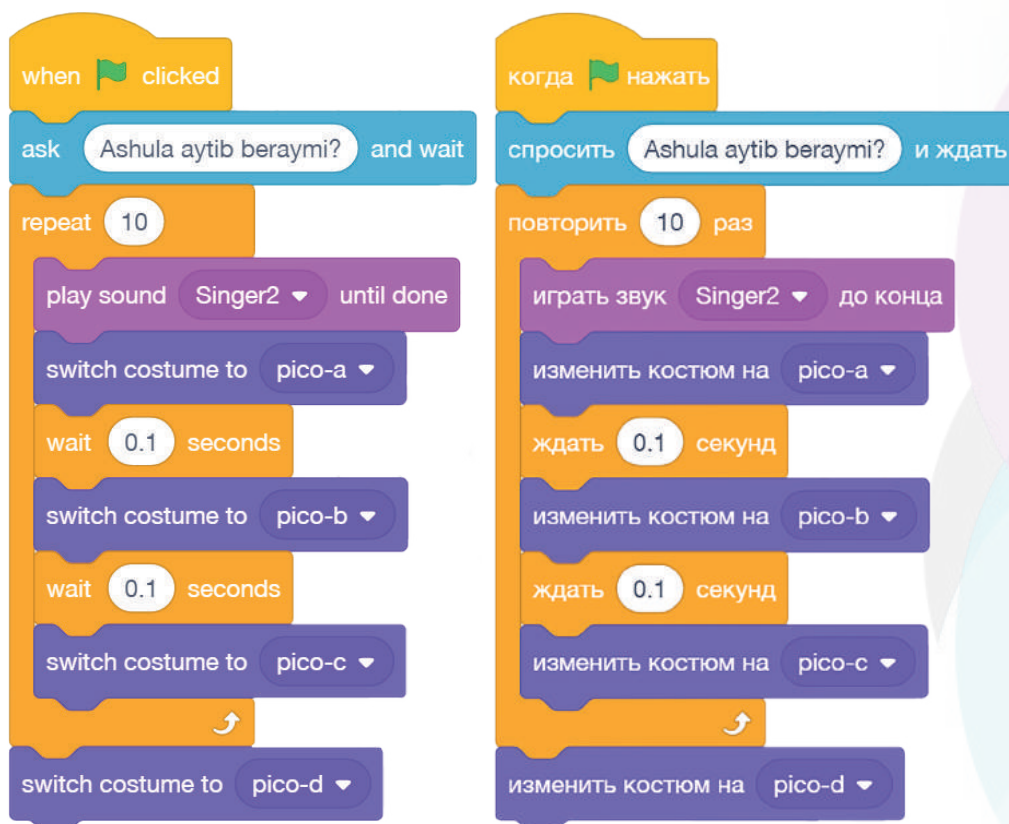 when clicked
ask Ashula aytib beraymi? and wait
repeat 10
play sound Singer2 until done
switch costume to pico-a
wait 0.1 seconds
switch costume to pico-b
wait 0.1 seconds
switch costume to pico-c
switch costume to pico-d
когда нажать
спросить Ashula aytib beraymi? и ждать
повторить 10 раз
играть звук Singer2 до конца
изменить костюм на pico-a
ждать 0.1 секунд
изменить костюм на pico-b
ждать 0.1 секунд
изменить костюм на pico-c
изменить костюм на pico-d